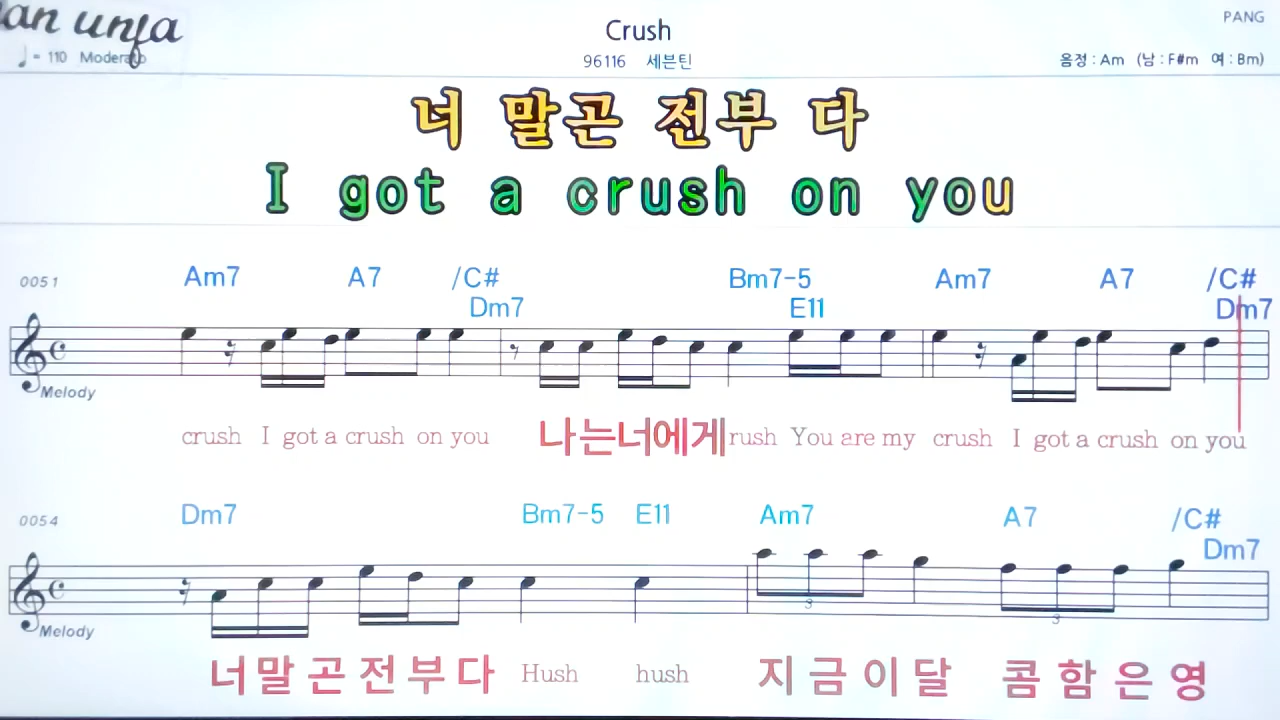 an unfa
Crush
PANG
♩= 110 Moderato
96116 세븐틴
음정 : Am (남 : F#m 여 : Bm)
너 말곤 전부 다
I got a crush on you
0051 Am7 A7 /C# Dm7 Bm7-5 E11 Am7 A7 /C# Dm7
Melody
crush I got a crush on you 나는너에게 rush You are my crush I got a crush on you
0054 Dm7 Bm7-5 E11 Am7 A7 /C# Dm7
3 3
Melody
너말곤전부다 Hush hush 지금이달 콤함은영